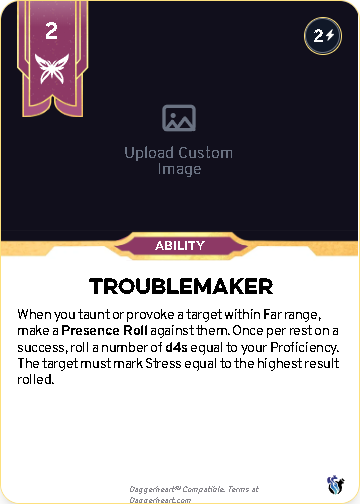 2
2
Upload Custom
Image
ABILITY
TROUBLEMAKER
When you taunt or provoke a target within Far range,
make a Presence Roll against them. Once per rest on a
success, roll a number of d4s equal to your Proficiency.
The target must mark Stress equal to the highest result
rolled.
Daggerheart℠ Compatible. Terms at
Daggerheart.com